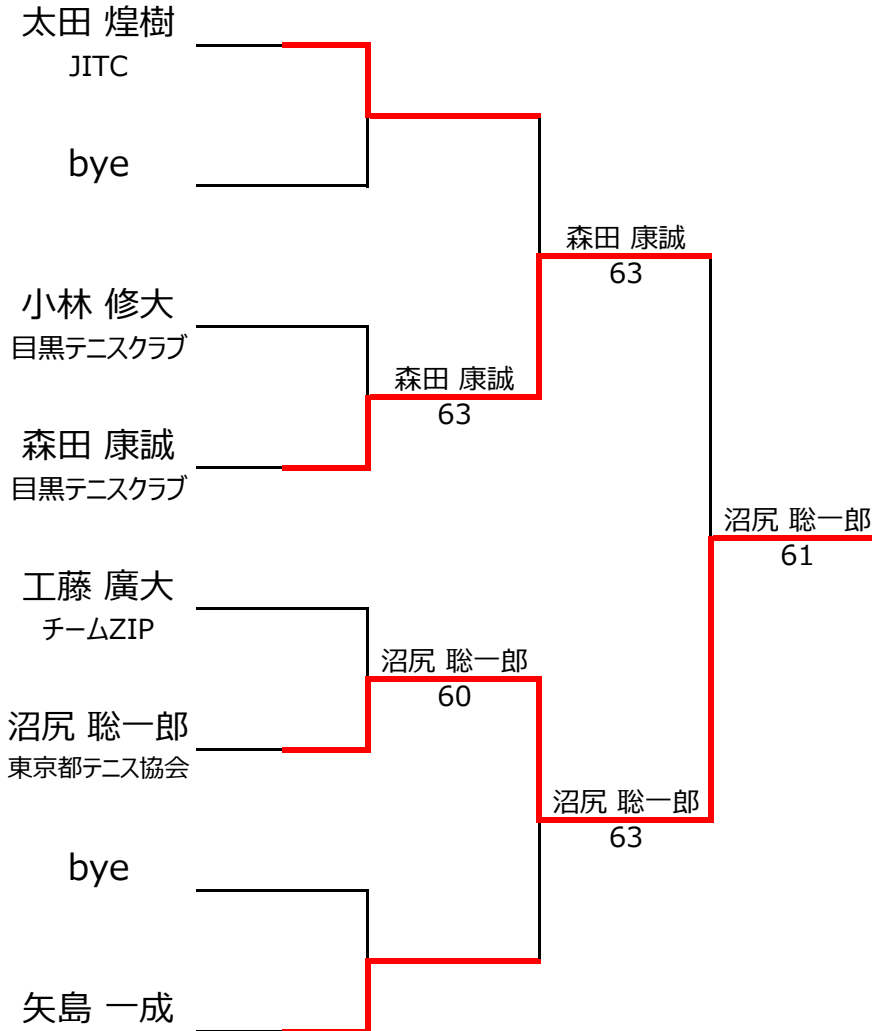 太田 煌樹
JITC
bye
小林 修大
目黒テニスクラブ
森田 康誠
目黒テニスクラブ
工藤 廣大
チームZIP
沼尻 聡一郎
東京都テニス協会
bye
矢島 一成
森田 康誠
63
沼尻 聡一郎
60
森田 康誠
63
沼尻 聡一郎
63
沼尻 聡一郎
61